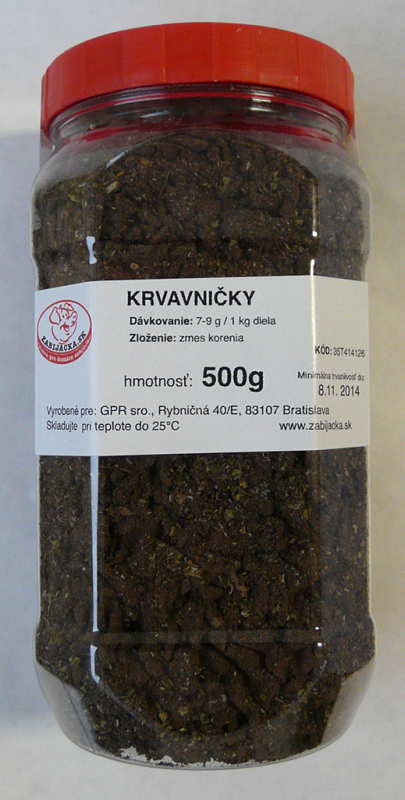 KRVAVNIČKY
Dávkovanie: 7-9 g / 1 kg diela
Zloženie: zmes korenia
KÓD: 35T414126
hmotnosť: 500g
Minimálna trvanlivosť do:
8.11. 2014
Vyrobené pre: GPR sro., Rybničná 40/E, 83107 Bratislava
Skladujte pri teplote do 25°C
www.zabijacka.sk
ZABIJAČKA.SK